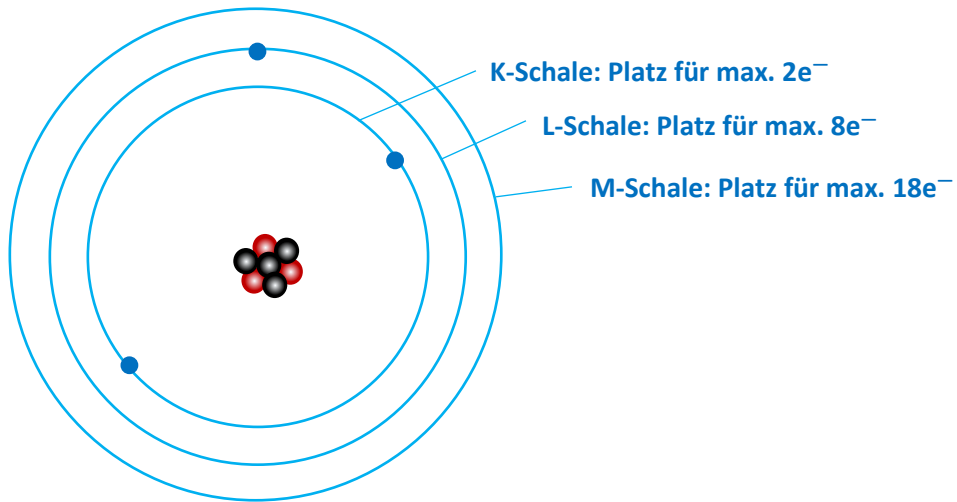 K-Schale: Platz für max. 2e⁻
L-Schale: Platz für max. 8e⁻
M-Schale: Platz für max. 18e⁻